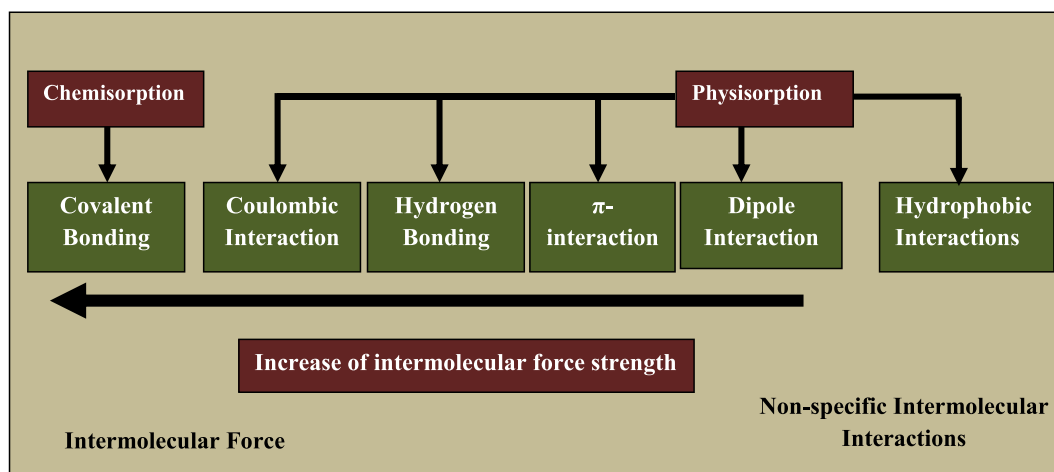 Chemisorption
Physisorption
Covalent
Bonding
Coulombic
Interaction
Hydrogen
Bonding
π-
interaction
Dipole
Interaction
Hydrophobic
Interactions
Increase of intermolecular force strength
Non-specific Intermolecular
Interactions
Intermolecular Force